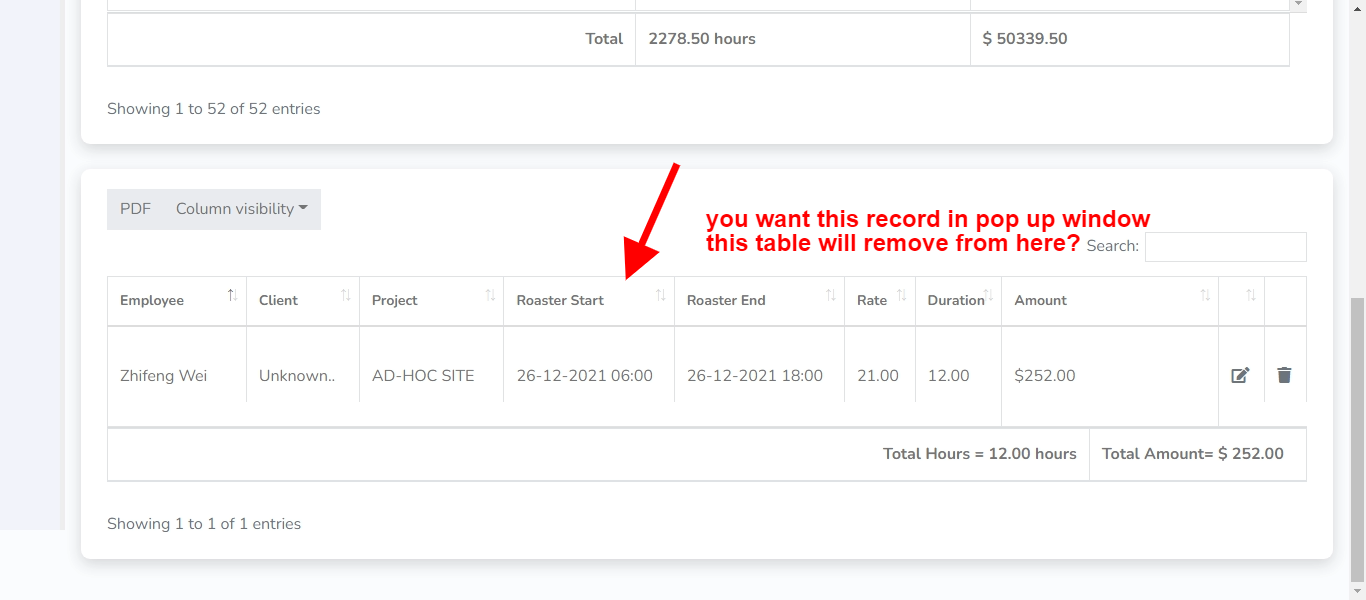 Total 2278.50 hours $ 50339.50
Showing 1 to 52 of 52 entries
PDF Column visibility
you want this record in pop up window
this table will remove from here? Search:
Employee Client Project Roaster Start Roaster End Rate Duration Amount
Zhifeng Wei Unknown.. AD-HOC SITE 26-12-2021 06:00 26-12-2021 18:00 21.00 12.00 $252.00
Total Hours = 12.00 hours Total Amount= $ 252.00
Showing 1 to 1 of 1 entries